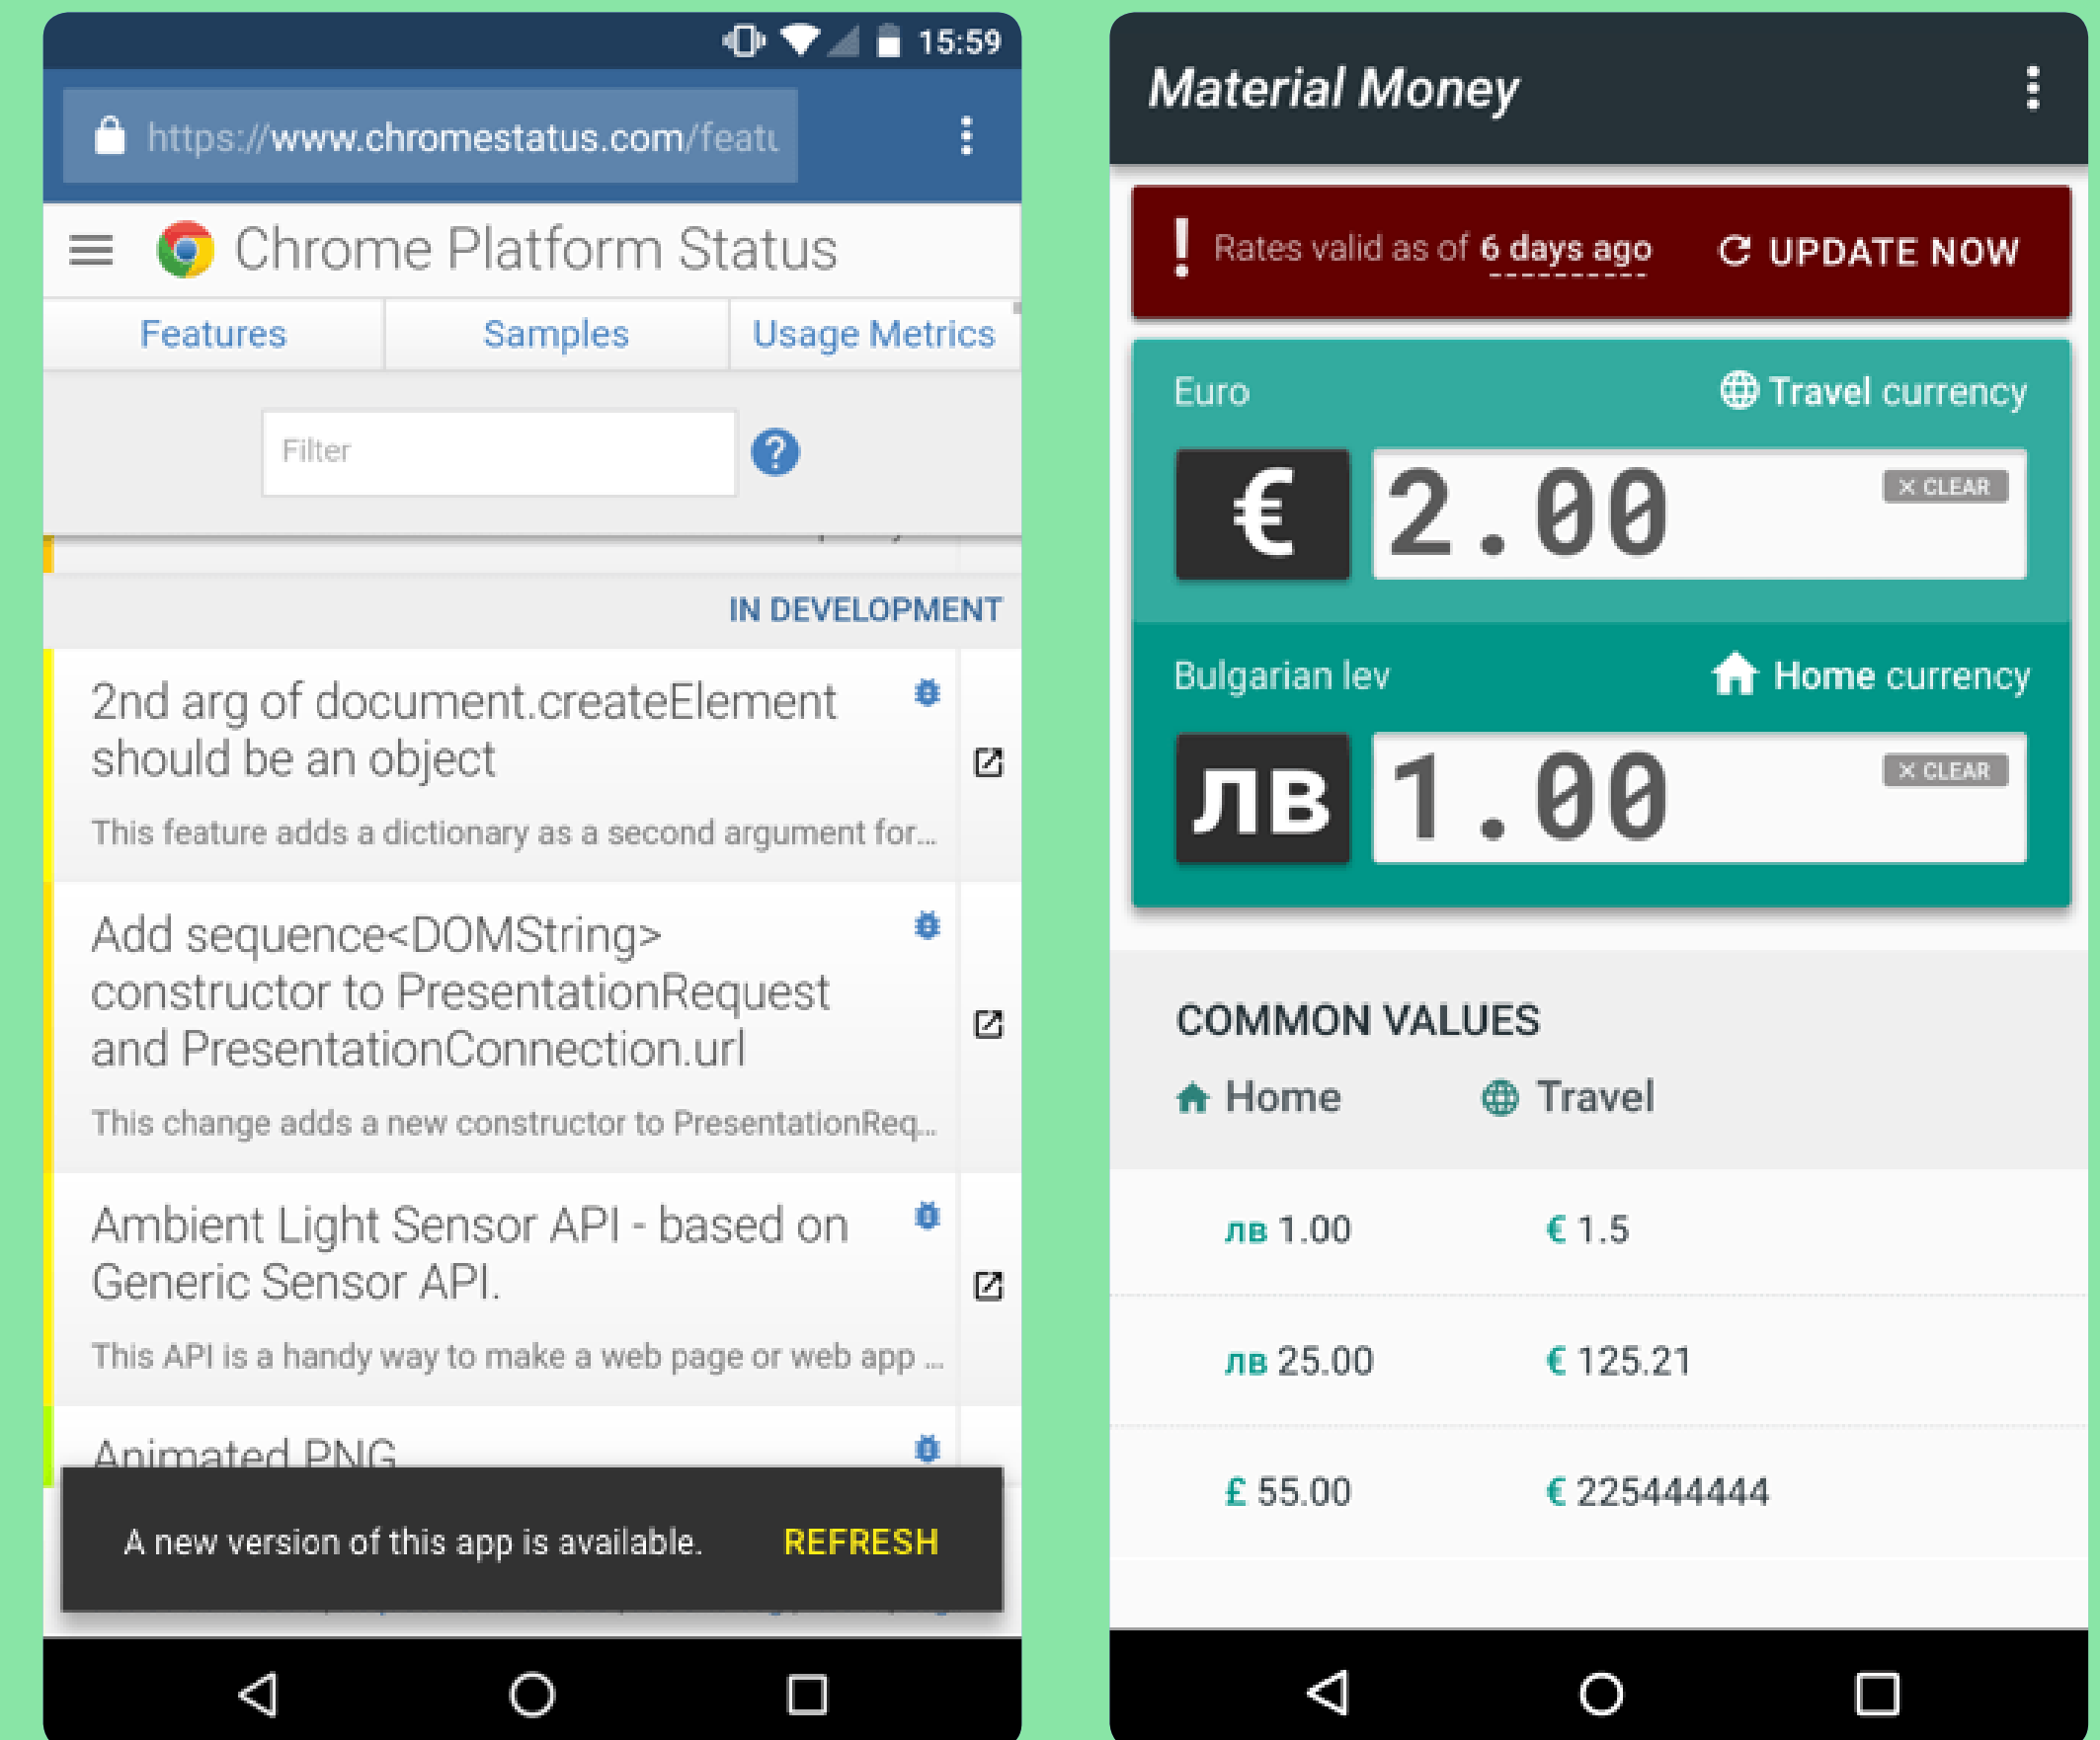 15:59
https://www.chromestatus.com/featu
Chrome Platform Status
Features Samples Usage Metrics
Filter
?
IN DEVELOPMENT
2nd arg of document.createElement
should be an object
This feature adds a dictionary as a second argument for...
Add sequence<DOMString>
constructor to PresentationRequest
and PresentationConnection.url
This change adds a new constructor to PresentationReq...
Ambient Light Sensor API - based on
Generic Sensor API.
This API is a handy way to make a web page or web app ...
Animated PNG
A new version of this app is available. REFRESH
Material Money
! Rates valid as of 6 days ago UPDATE NOW
Euro Travel currency
€ 2.00 × CLEAR
Bulgarian lev Home currency
лв 1.00 × CLEAR
COMMON VALUES
Home Travel
лв 1.00 € 1.5
лв 25.00 € 125.21
£ 55.00 € 225444444